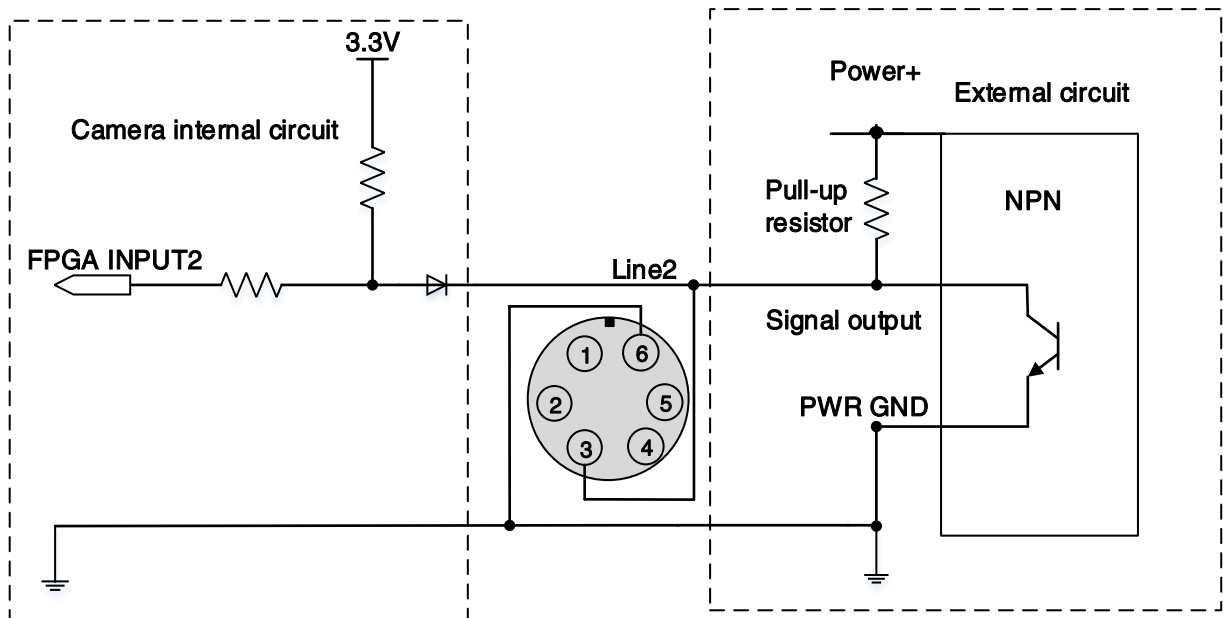 3.3V
Camera internal circuit
FPGA INPUT2
Line2
1
6
2
5
3
4
Power+
External circuit
Pull-up
resistor
NPN
Signal output
PWR GND